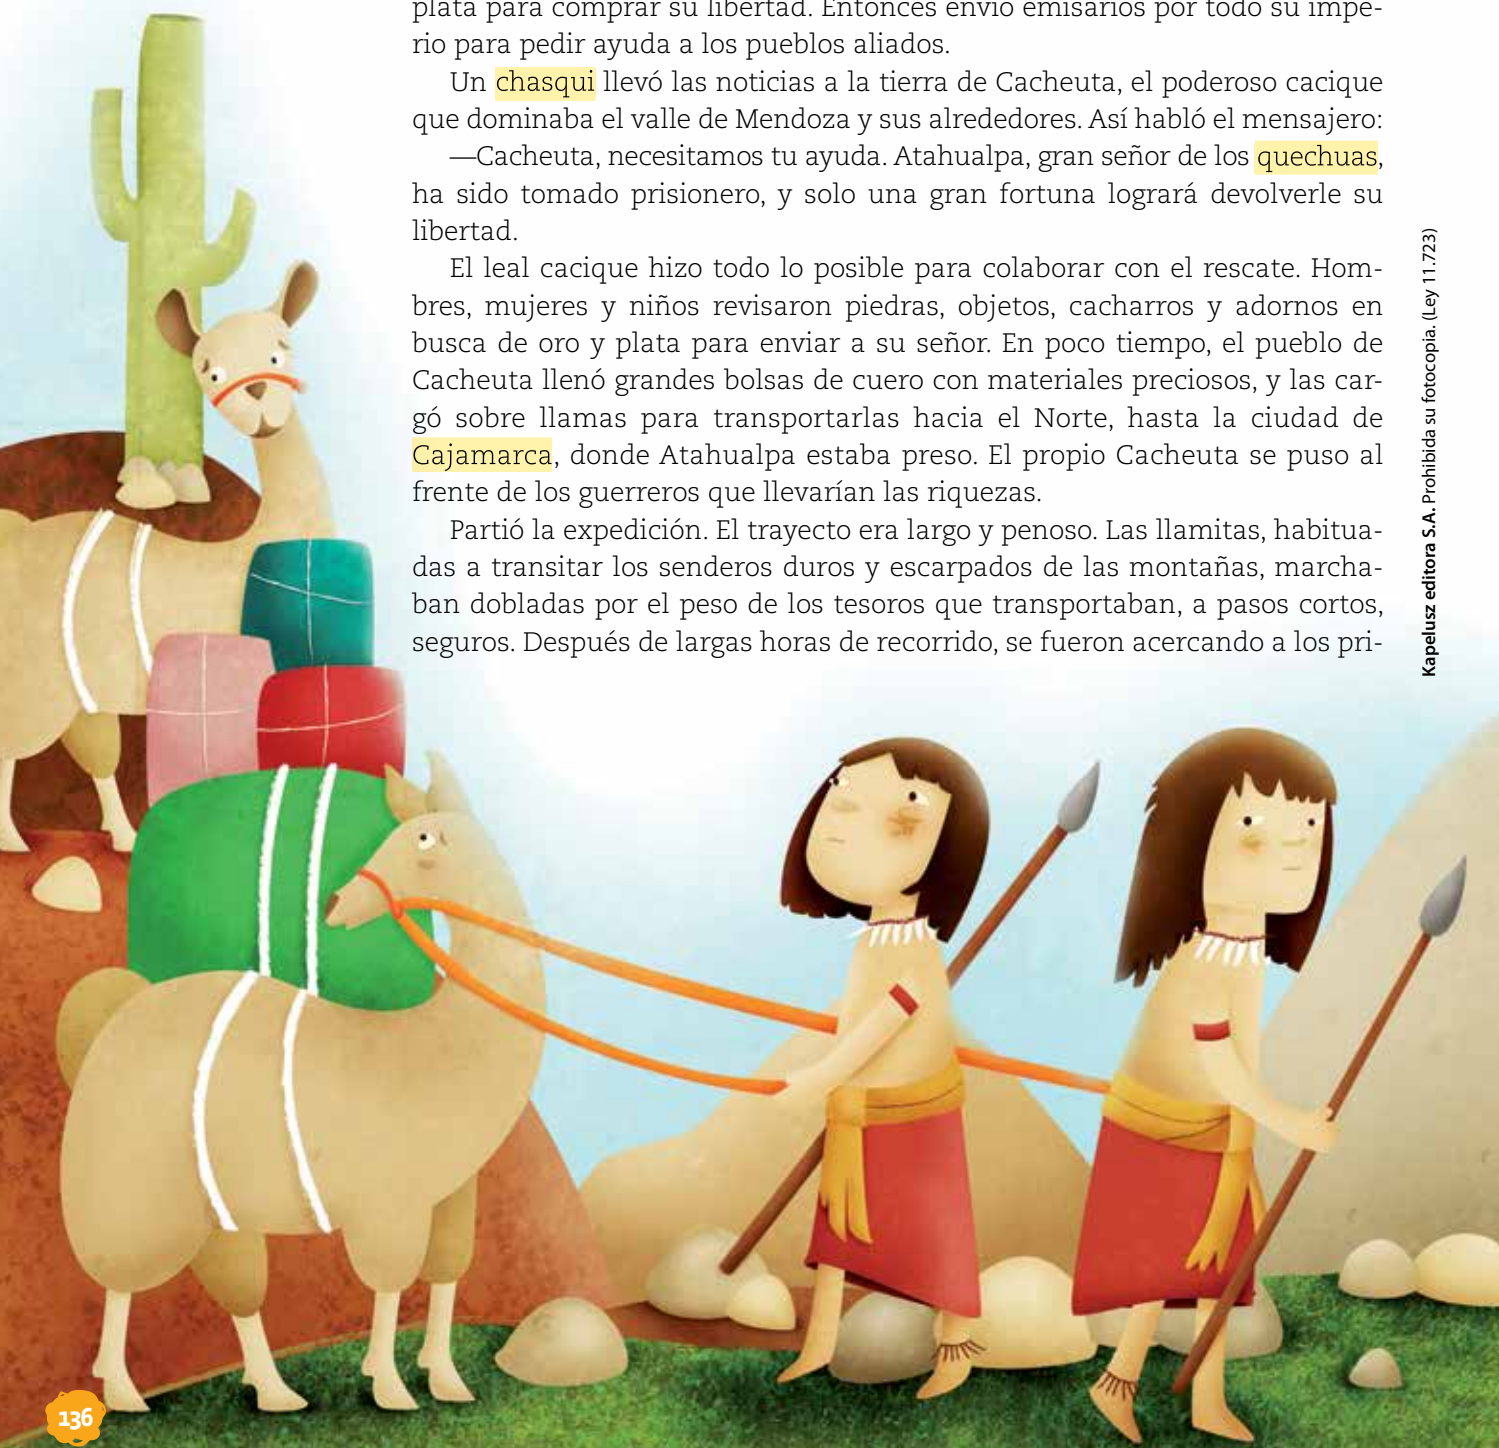 plata para comprar su libertad. Entonces envió emisarios por todo su impe-
rio para pedir ayuda a los pueblos aliados.
Un chasqui llevó las noticias a la tierra de Cacheuta, el poderoso cacique
que dominaba el valle de Mendoza y sus alrededores. Así habló el mensajero:
—Cacheuta, necesitamos tu ayuda. Atahualpa, gran señor de los quechuas,
ha sido tomado prisionero, y solo una gran fortuna logrará devolverle su
libertad.
El leal cacique hizo todo lo posible para colaborar con el rescate. Hom-
bres, mujeres y niños revisaron piedras, objetos, cacharros y adornos en
busca de oro y plata para enviar a su señor. En poco tiempo, el pueblo de
Cacheuta llenó grandes bolsas de cuero con materiales preciosos, y las car-
gó sobre llamas para transportarlas hacia el Norte, hasta la ciudad de
Cajamarca, donde Atahualpa estaba preso. El propio Cacheuta se puso al
frente de los guerreros que llevarían las riquezas.
Partió la expedición. El trayecto era largo y penoso. Las llamitas, habitua-
das a transitar los senderos duros y escarpados de las montañas, marcha-
ban dobladas por el peso de los tesoros que transportaban, a pasos cortos,
seguros. Después de largas horas de recorrido, se fueron acercando a los pri-
Kapelusz editora S.A. Prohibida su fotocopia. (Ley 11.723)
136